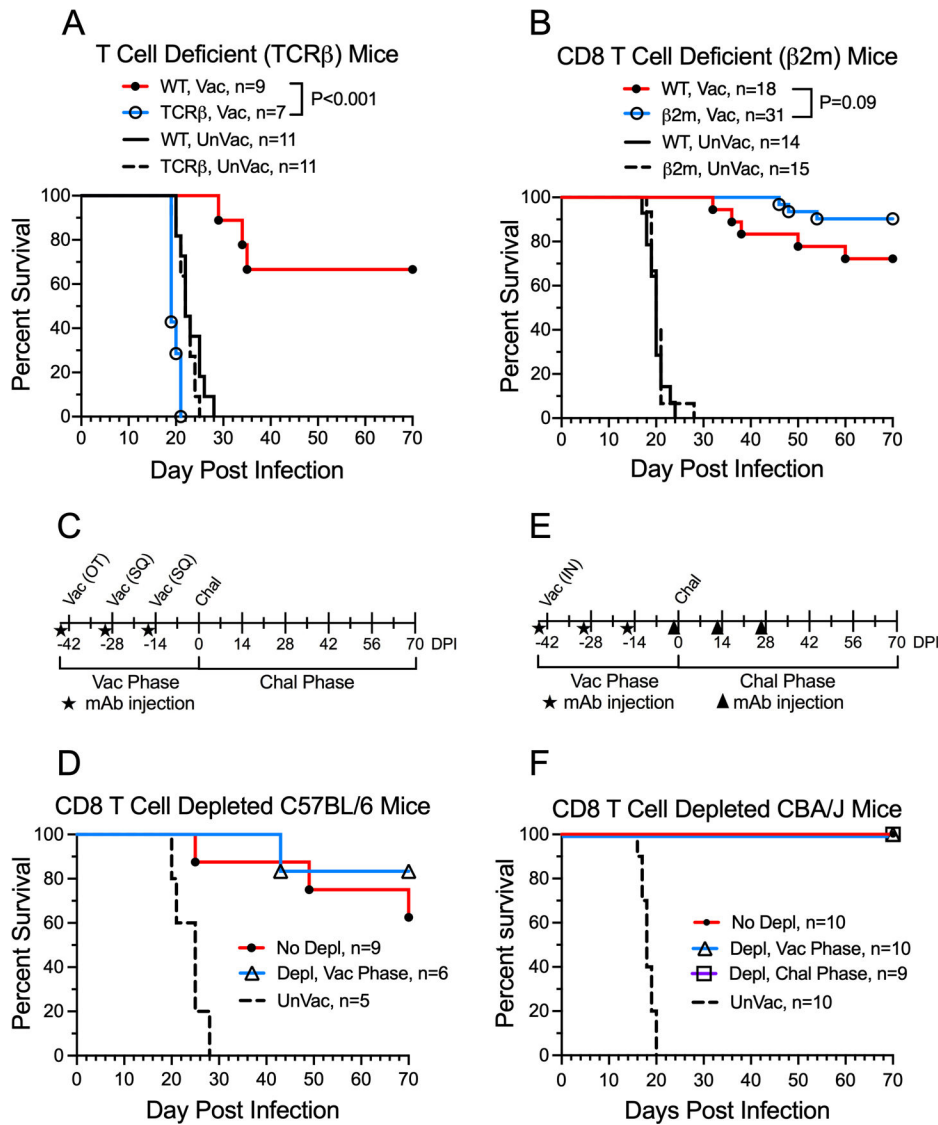 A
T Cell Deficient (TCRβ) Mice
WT, Vac, n=9
TCRβ, Vac, n=7
P<0.001
WT, UnVac, n=11
TCRβ, UnVac, n=11
100
80
60
40
20
0
Percent Survival
0 10 20 30 40 50 60 70
Day Post Infection
B
CD8 T Cell Deficient (β2m) Mice
WT, Vac, n=18
β2m, Vac, n=31
P=0.09
WT, UnVac, n=14
β2m, UnVac, n=15
100
80
60
40
20
0
Percent Survival
0 10 20 30 40 50 60 70
Day Post Infection
C
Vac (OT)
Vac (SQ)
Vac (SQ)
Chal
-42 -28 -14 0 14 28 42 56 70 DPI
Vac Phase Chal Phase
★ mAb injection
E
Vac (IN)
Chal
-42 -28 -14 0 14 28 42 56 70 DPI
Vac Phase Chal Phase
★ mAb injection ▲ mAb injection
D
CD8 T Cell Depleted C57BL/6 Mice
100
80
60
40
20
0
Percent Survival
No Depl, n=9
Depl, Vac Phase, n=6
UnVac, n=5
0 10 20 30 40 50 60 70
Day Post Infection
F
CD8 T Cell Depleted CBA/J Mice
100
80
60
40
20
0
Percent survival
No Depl, n=10
Depl, Vac Phase, n=10
Depl, Chal Phase, n=9
UnVac, n=10
0 10 20 30 40 50 60 70
Days Post Infection